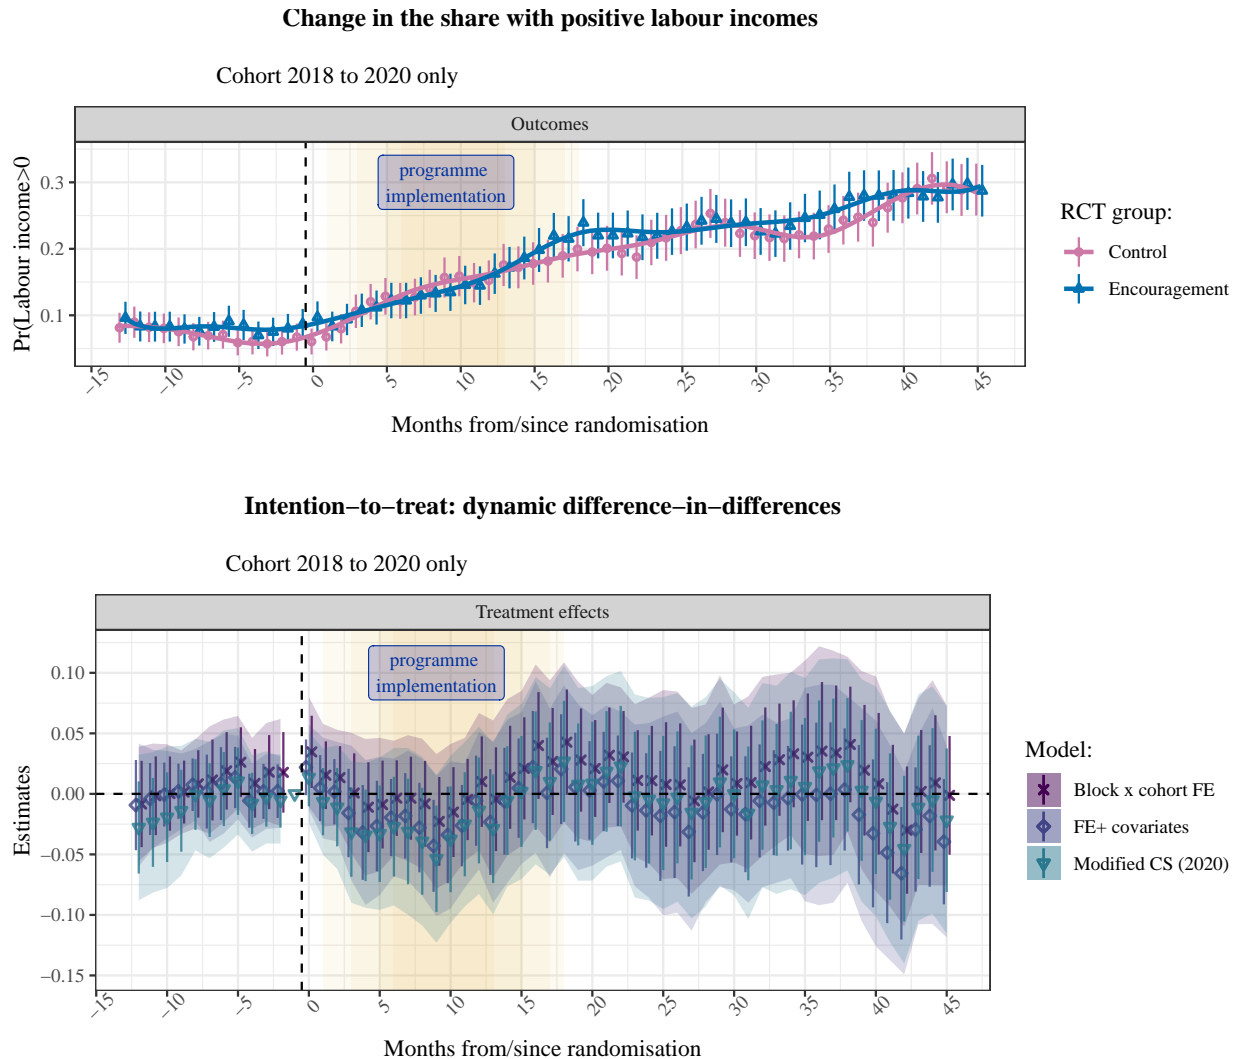 Change in the share with positive labour incomes
Cohort 2018 to 2020 only
Outcomes
programme
implementation
Pr(Labour income>0
0.3
0.2
0.1
−15
−10
−5
0
5
10
15
20
25
30
35
40
45
Months from/since randomisation
RCT group:
Control
Encouragement
Intention−to−treat: dynamic difference−in−differences
Cohort 2018 to 2020 only
Treatment effects
programme
implementation
Estimates
0.10
0.05
0.00
−0.05
−0.10
−0.15
−15
−10
−5
0
5
10
15
20
25
30
35
40
45
Months from/since randomisation
Model:
Block x cohort FE
FE+ covariates
Modified CS (2020)